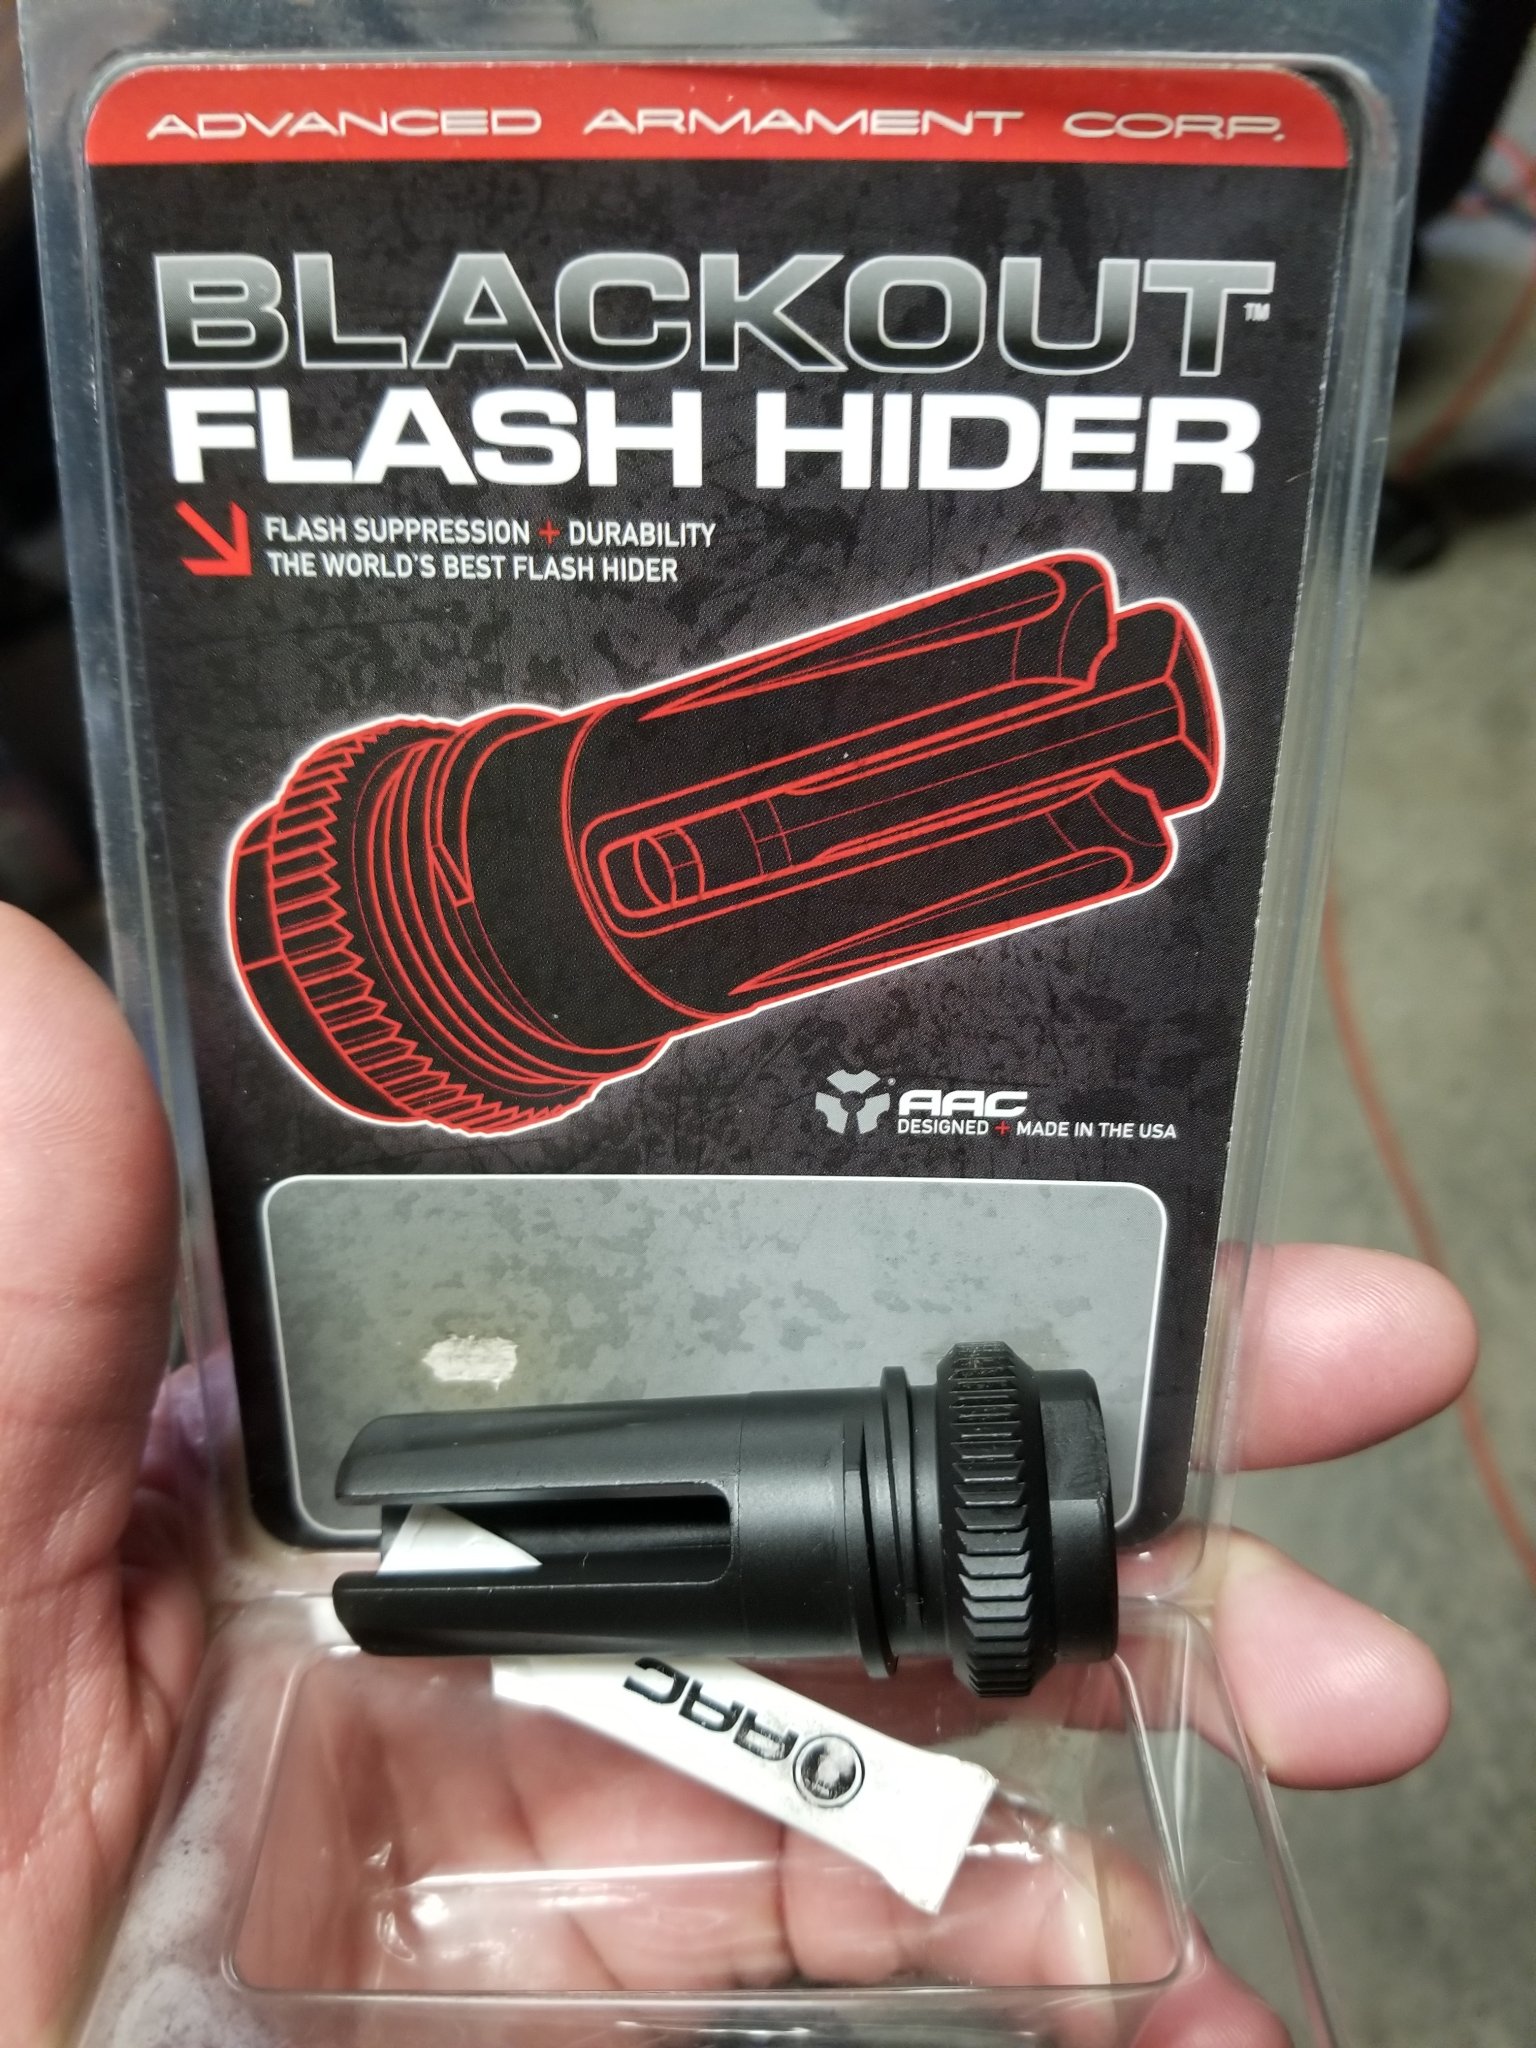 ADVANCED ARMAMENT CORP.
BLACKOUT™
FLASH HIDER
FLASH SUPPRESSION + DURABILITY
THE WORLD'S BEST FLASH HIDER
AAC
DESIGNED + MADE IN THE USA
AAC